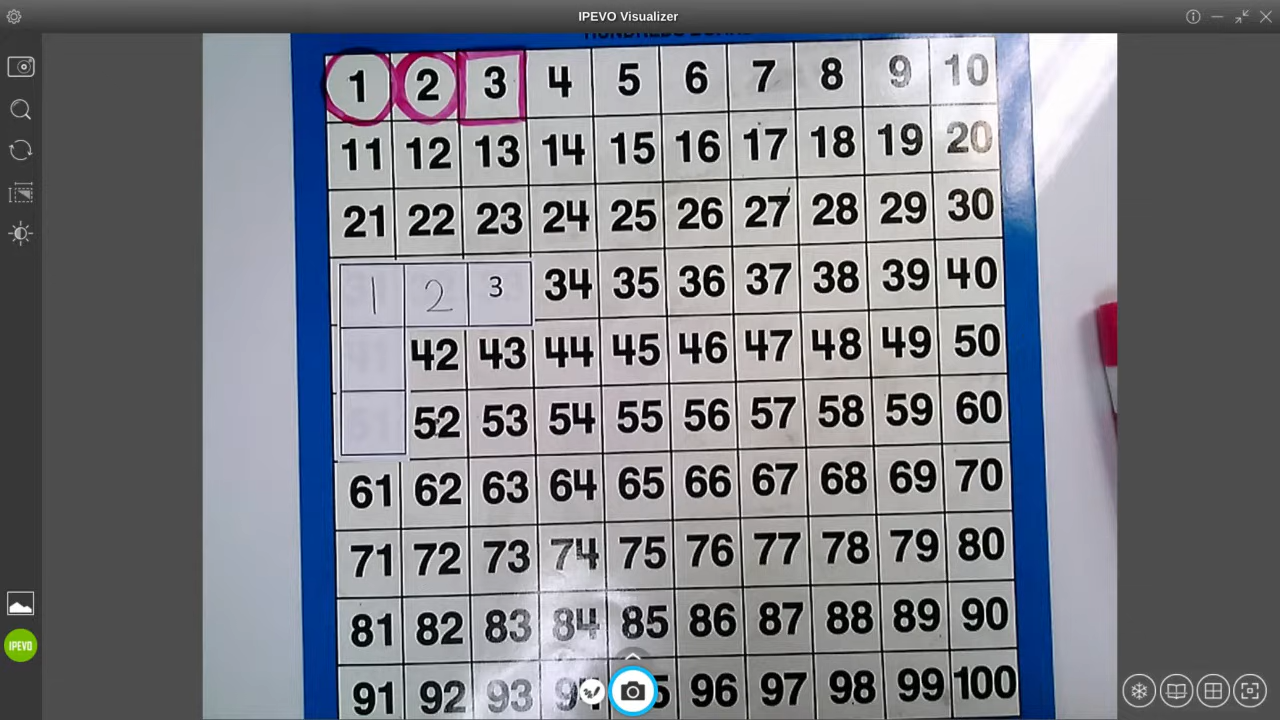 IPEVO Visualizer
HUNDREDS BOARD
1 2 3 4 5 6 7 8 9 10
11 12 13 14 15 16 17 18 19 20
21 22 23 24 25 26 27 28 29 30
1 2 3 34 35 36 37 38 39 40
42 43 44 45 46 47 48 49 50
52 53 54 55 56 57 58 59 60
61 62 63 64 65 66 67 68 69 70
71 72 73 74 75 76 77 78 79 80
81 82 83 84 85 86 87 88 89 90
91 92 93 96 97 98 99 100
IPEVO